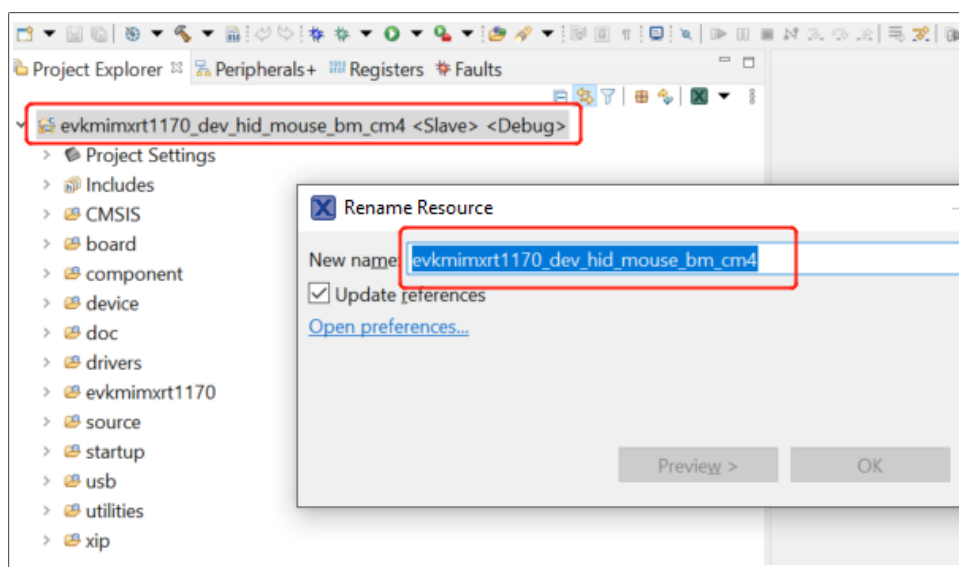 Project Explorer Peripherals+ Registers Faults
evkmimxrt1170_dev_hid_mouse_bm_cm4 <Slave> <Debug>
Project Settings
Includes
CMSIS
board
component
device
doc
drivers
evkmimxrt1170
source
startup
usb
utilities
xip
Rename Resource
New name: evkmimxrt1170_dev_hid_mouse_bm_cm4
Update references
Open preferences...
Preview > OK